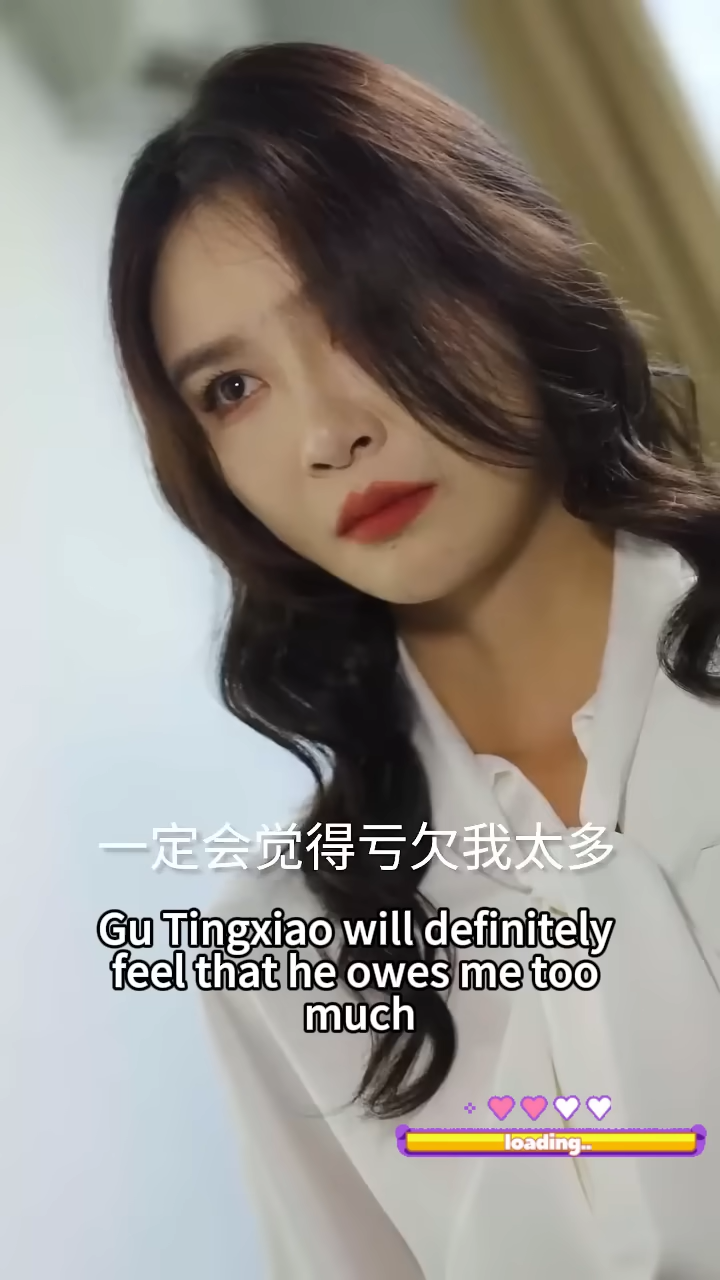 一定会觉得亏欠我太多
Gu Tingxiao will definitely
feel that he owes me too
much
loading..